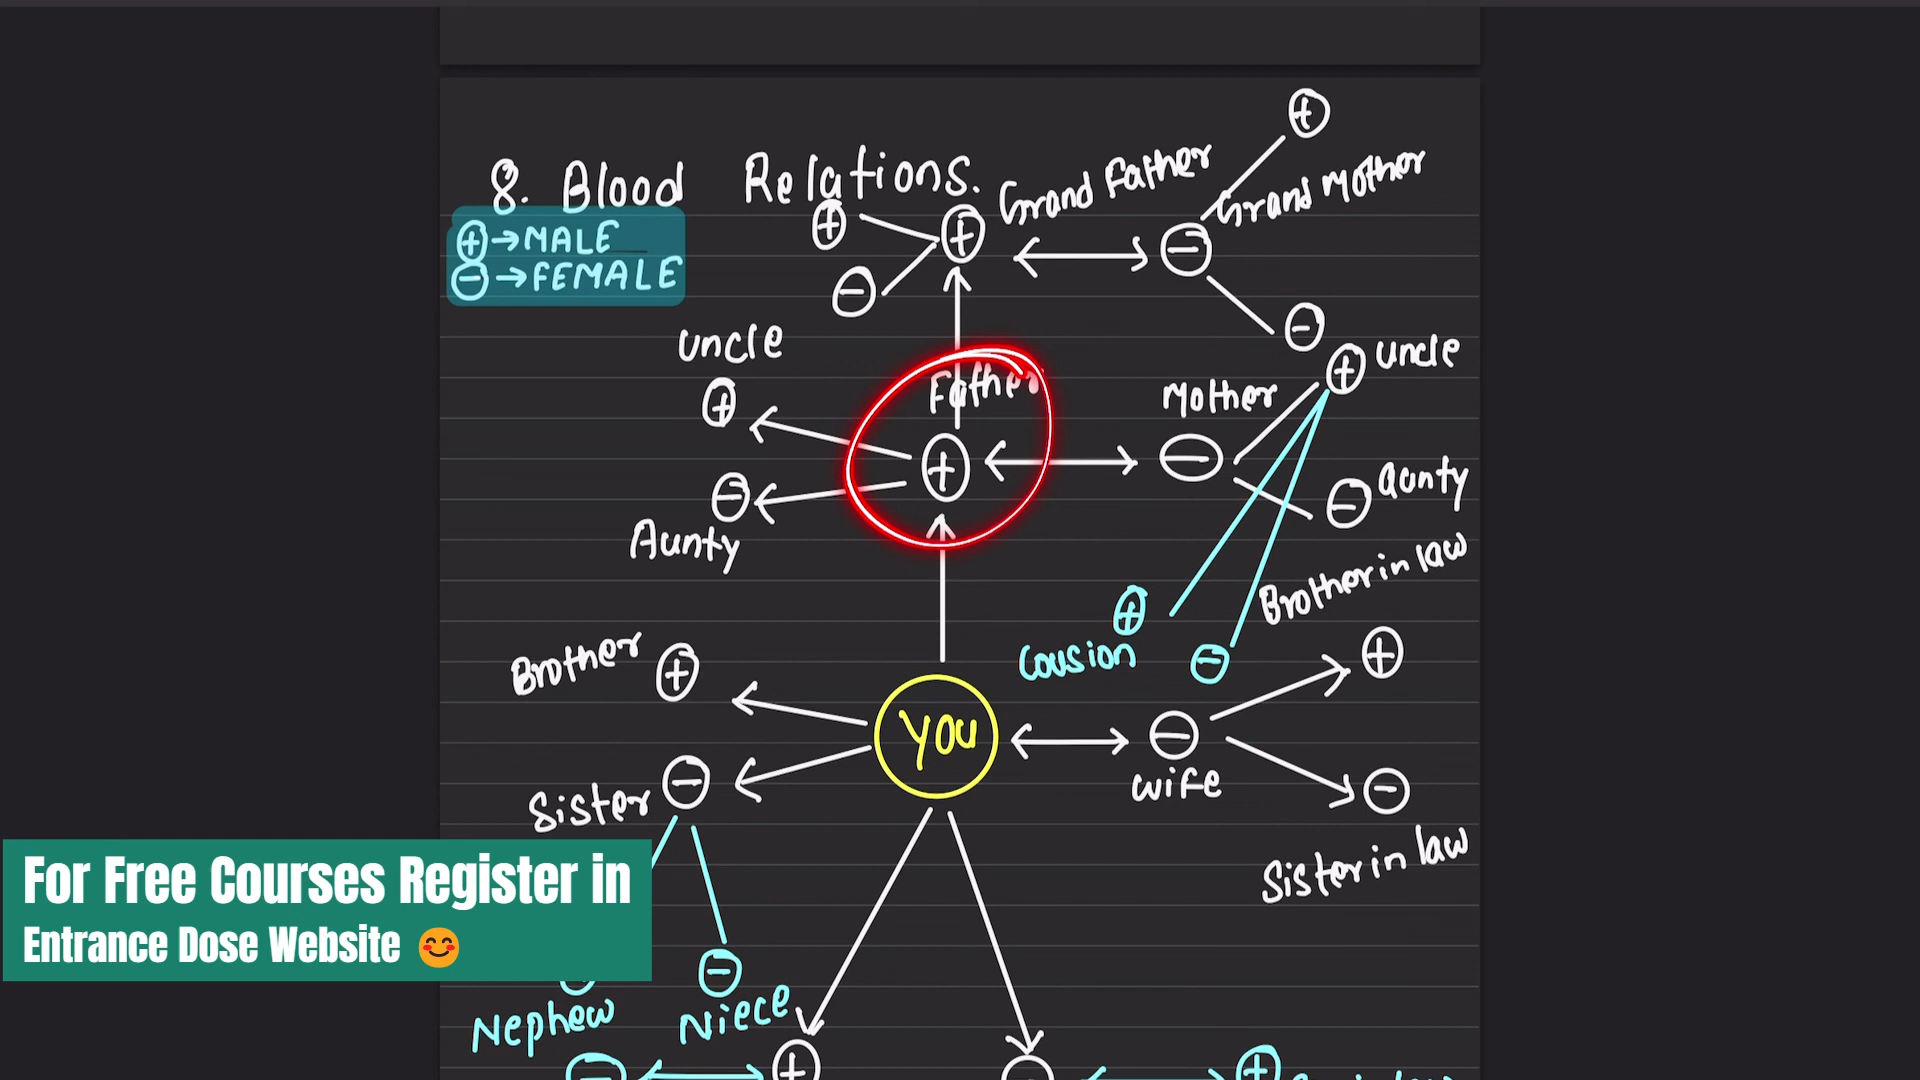 8. Blood Relations.
+ → MALE
- → FEMALE
Grand Father
Grand Mother
uncle
Father
Mother
uncle
Aunty
aunty
Brother
Cousion
Brother in law
YOU
wife
Sister
Sister in law
For Free Courses Register in
Entrance Dose Website 😊
Nephew
Niece